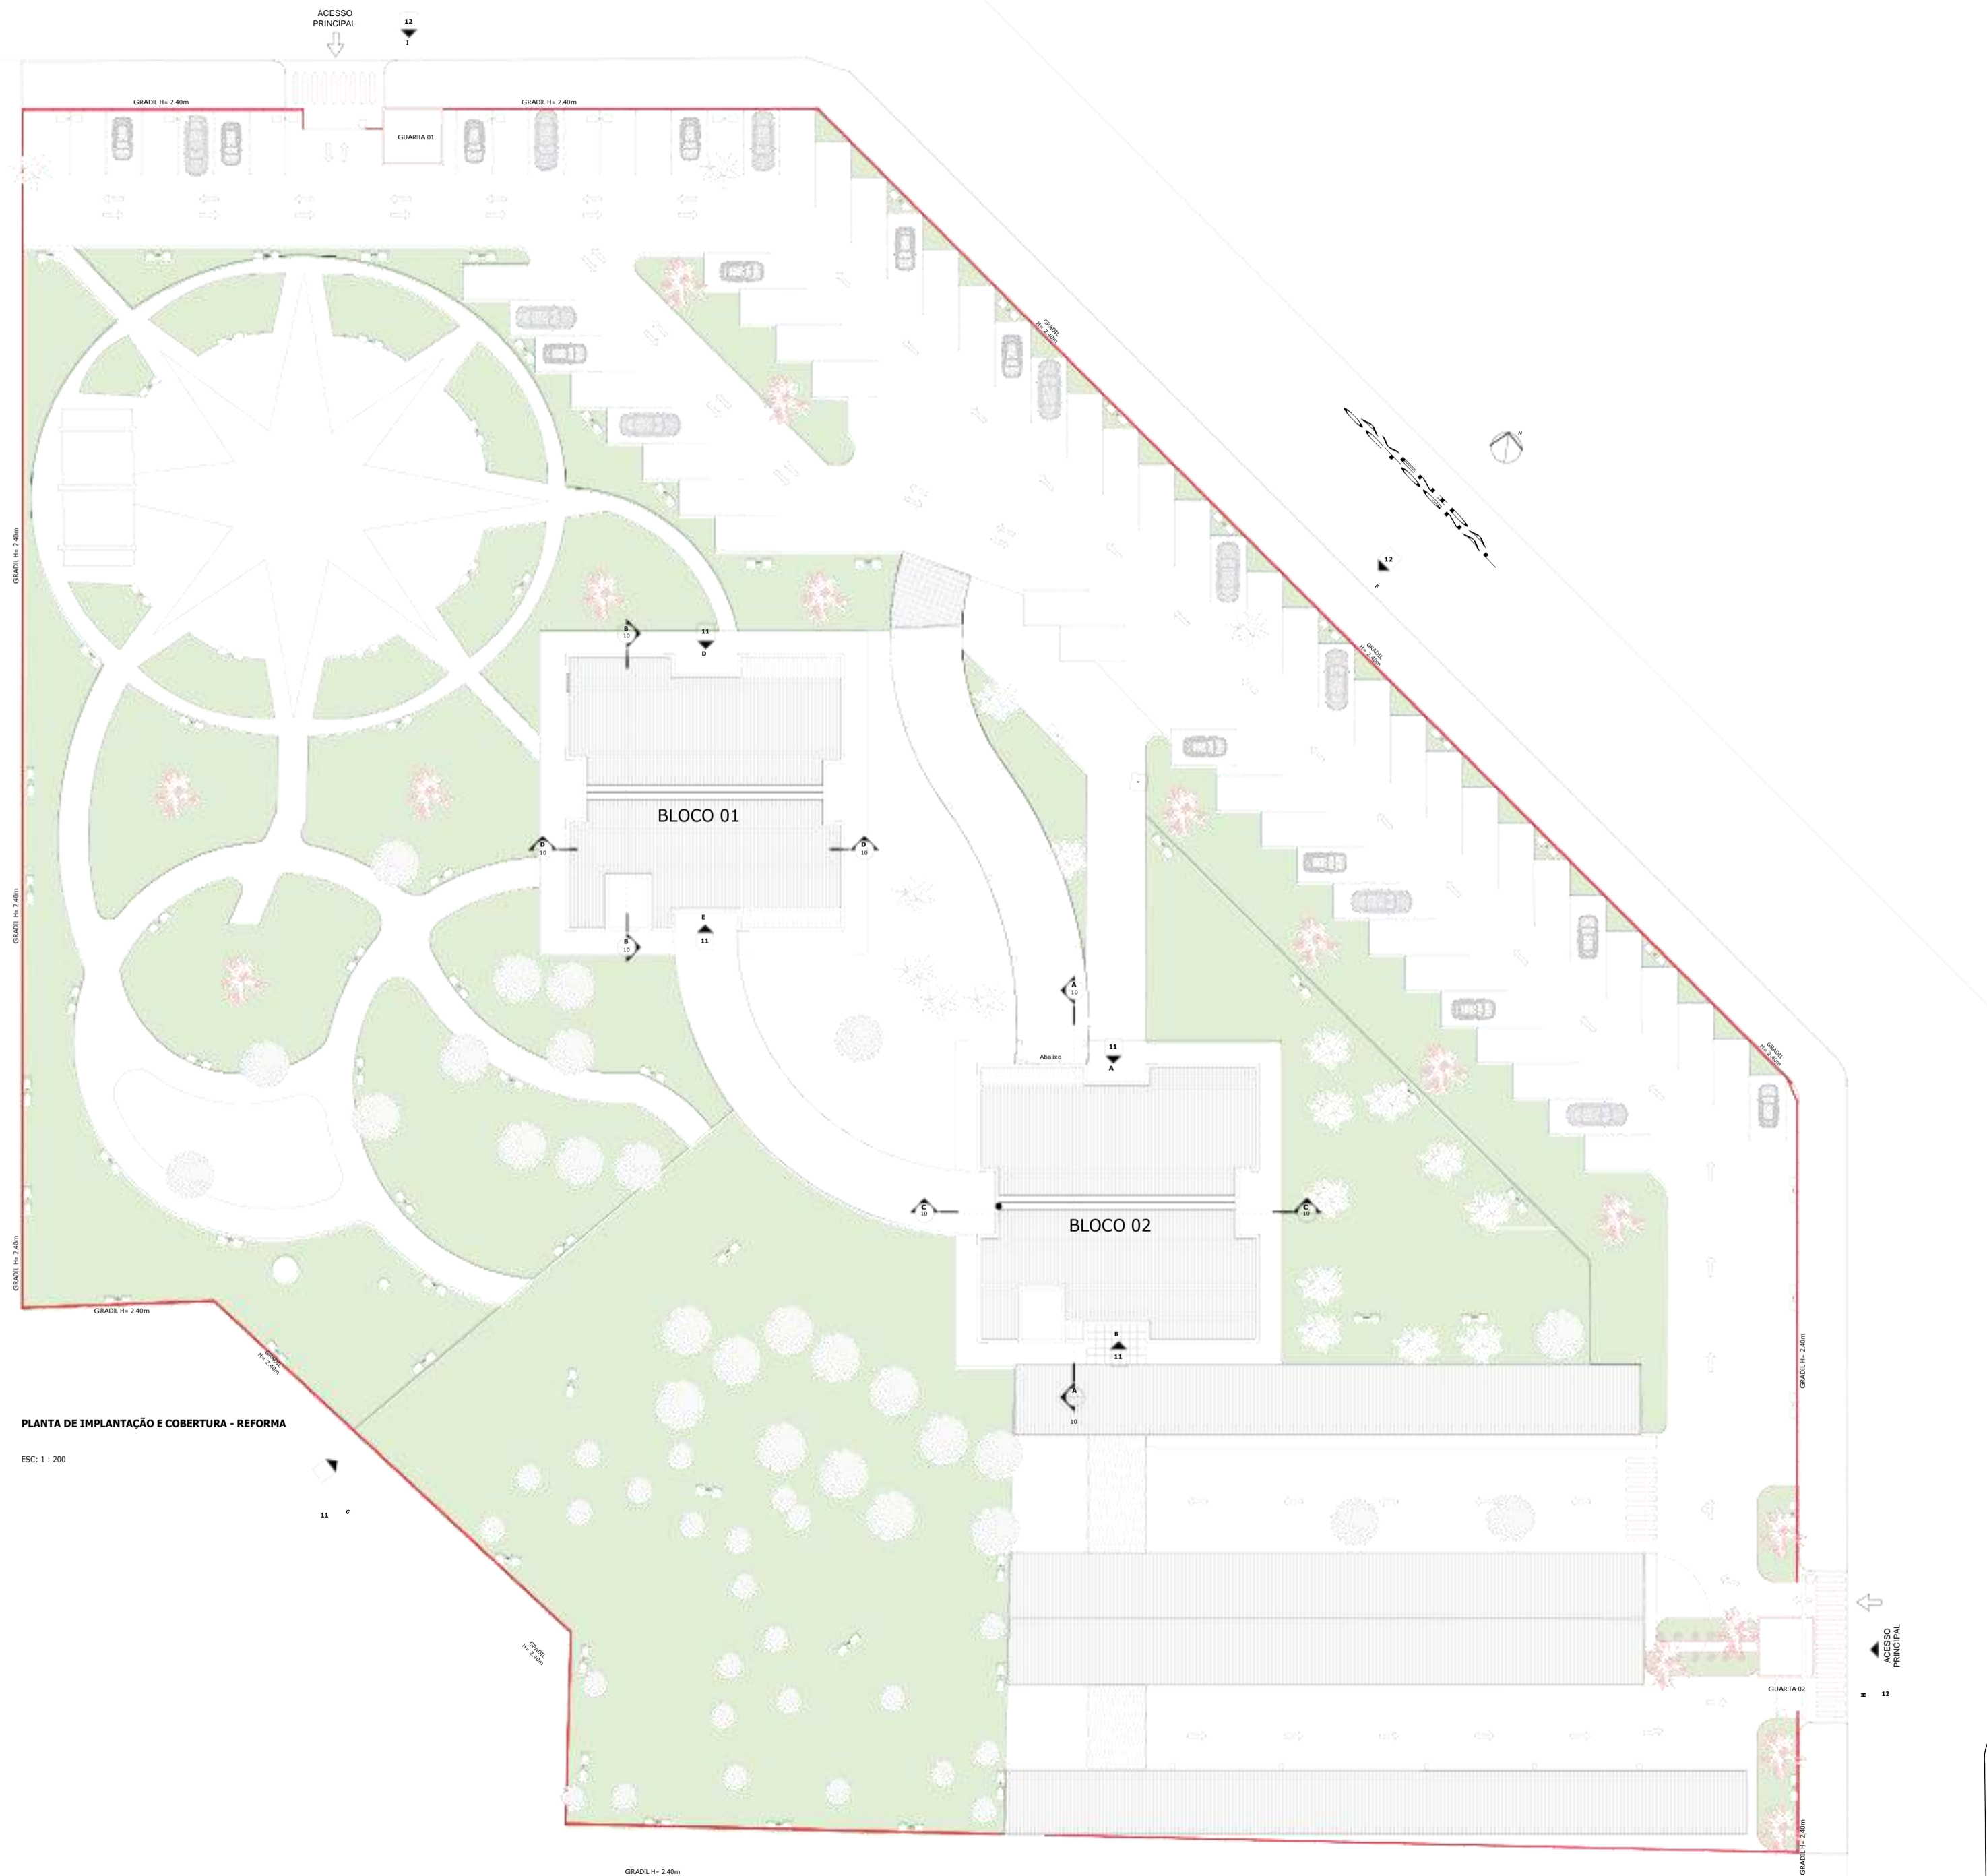 ACESSO
PRINCIPAL
12
I
GRADIL H= 2.40m
GRADIL H= 2.40m
GUARITA 01
GRADIL
H= 2.40m
N
12
F
GRADIL H= 2.40m
B
10
11
D
GRADIL
H= 2.40m
BLOCO 01
D
10
D
10
GRADIL H= 2.40m
E
11
B
10
A
10
Abaixo
11
A
GRADIL
H= 2.40m
C
10
C
10
BLOCO 02
GRADIL H= 2.40m
GRADIL H= 2.40m
B
11
GRADIL
H= 2.40m
GRADIL H= 2.40m
A
10
PLANTA DE IMPLANTAÇÃO E COBERTURA - REFORMA
ESC: 1 : 200
11
G
GRADIL
H= 2.40m
ACESSO
PRINCIPAL
GUARITA 02
H
12
GRADIL H= 2.40m
GRADIL H= 2.40m